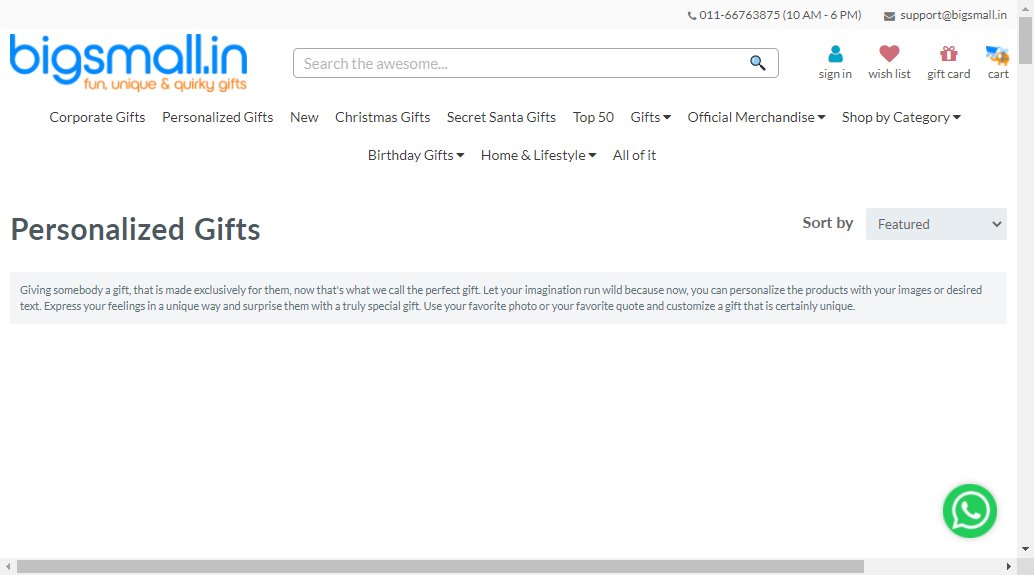 011-66763875 (10 AM - 6 PM) support@bigsmall.in
bigsmall.in
fun, unique & quirky gifts
Search the awesome...
sign in wish list gift card cart
Corporate Gifts Personalized Gifts New Christmas Gifts Secret Santa Gifts Top 50 Gifts Official Merchandise Shop by Category
Birthday Gifts Home & Lifestyle All of it
Personalized Gifts
Sort by Featured
Giving somebody a gift, that is made exclusively for them, now that's what we call the perfect gift. Let your imagination run wild because now, you can personalize the products with your images or desired
text. Express your feelings in a unique way and surprise them with a truly special gift. Use your favorite photo or your favorite quote and customize a gift that is certainly unique.